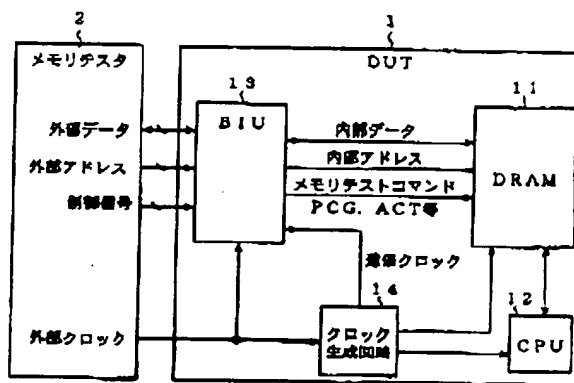 2
メモリテスタ
外部データ
外部アドレス
制御信号
外部クロック
1
DUT
13
BIU
内部データ
内部アドレス
メモリテストコマンド
PCG. ACT等
11
DRAM
逓倍クロック
14
クロック
生成回路
12
CPU